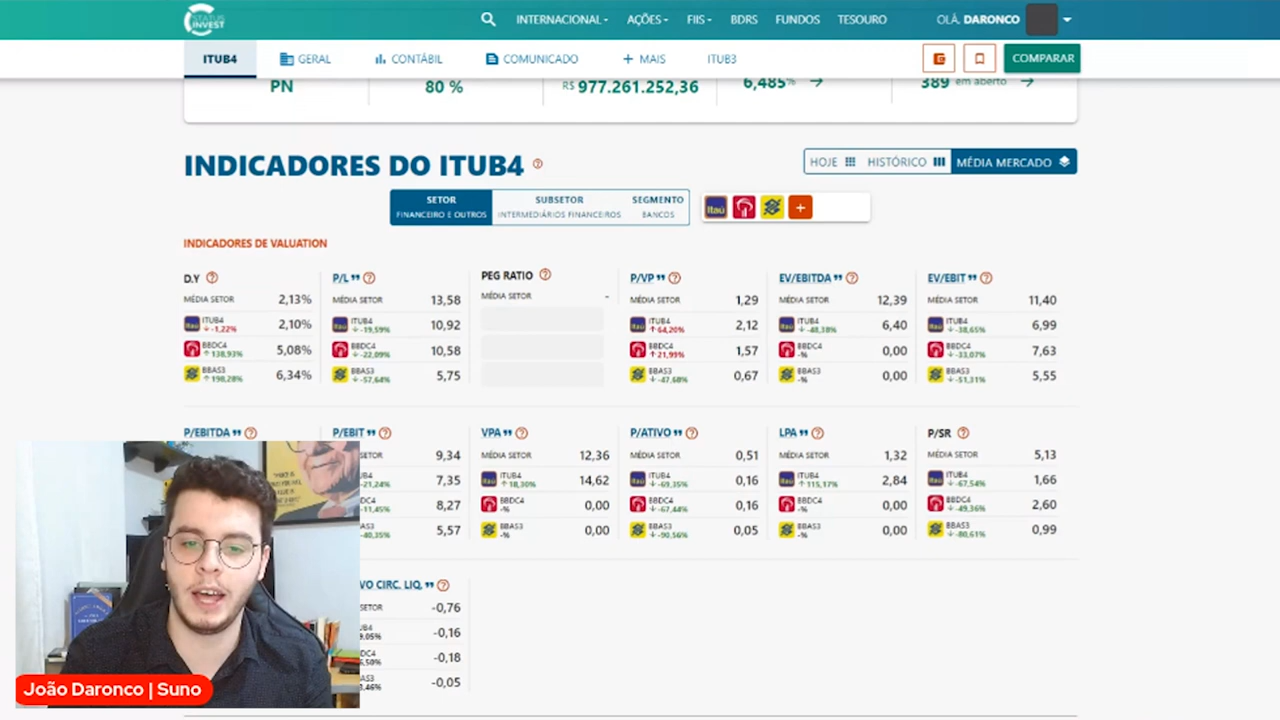 STATUS INVEST
INTERNACIONAL
AÇÕES
FIIS
BDRS
FUNDOS
TESOURO
OLÁ, DARONCO
ITUB4
GERAL
CONTÁBIL
COMUNICADO
+ MAIS
ITUB3
COMPARAR
PN
80 %
R$ 977.261.252,36
6,485% →
389 em aberto →
INDICADORES DO ITUB4
HOJE
HISTÓRICO
MÉDIA MERCADO
SETOR
FINANCEIRO E OUTROS
SUBSETOR
INTERMEDIÁRIOS FINANCEIROS
SEGMENTO
BANCOS
Itaú
+
INDICADORES DE VALUATION
D.Y
MÉDIA SETOR 2,13%
ITUB4 ↓-1,22% 2,10%
BBDC4 ↑138,93% 5,08%
BBAS3 ↑198,28% 6,34%
P/L
MÉDIA SETOR 13,58
ITUB4 ↓-19,59% 10,92
BBDC4 ↓-22,09% 10,58
BBAS3 ↓-57,64% 5,75
PEG RATIO
MÉDIA SETOR -
P/VP
MÉDIA SETOR 1,29
ITUB4 ↑64,20% 2,12
BBDC4 ↑21,99% 1,57
BBAS3 ↓-47,68% 0,67
EV/EBITDA
MÉDIA SETOR 12,39
ITUB4 ↓-48,38% 6,40
BBDC4 -% 0,00
BBAS3 -% 0,00
EV/EBIT
MÉDIA SETOR 11,40
ITUB4 ↓-38,65% 6,99
BBDC4 ↓-33,07% 7,63
BBAS3 ↓-51,31% 5,55
P/EBITDA
P/EBIT
SETOR 9,34
-21,24% 7,35
-11,45% 8,27
-40,35% 5,57
VPA
MÉDIA SETOR 12,36
ITUB4 ↑18,30% 14,62
BBDC4 -% 0,00
BBAS3 -% 0,00
P/ATIVO
MÉDIA SETOR 0,51
ITUB4 ↓-69,35% 0,16
BBDC4 ↓-67,44% 0,16
BBAS3 ↓-90,56% 0,05
LPA
MÉDIA SETOR 1,32
ITUB4 ↑115,17% 2,84
BBDC4 -% 0,00
BBAS3 -% 0,00
P/SR
MÉDIA SETOR 5,13
ITUB4 ↓-67,54% 1,66
BBDC4 ↓-49,36% 2,60
BBAS3 ↓-80,61% 0,99
VO CIRC. LIQ.
SETOR -0,76
-0,16
-0,18
-0,05
João Daronco | Suno